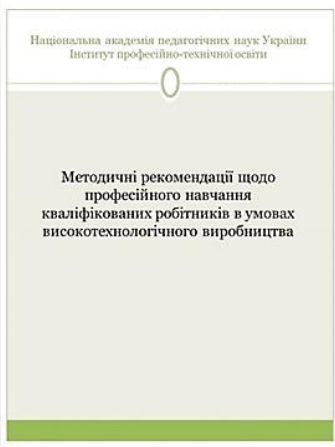 Національна академія педагогічних наук України
Інститут професійно-технічної освіти
Методичні рекомендації щодо
професійного навчання
кваліфікованих робітників в умовах
високотехнологічного виробництва